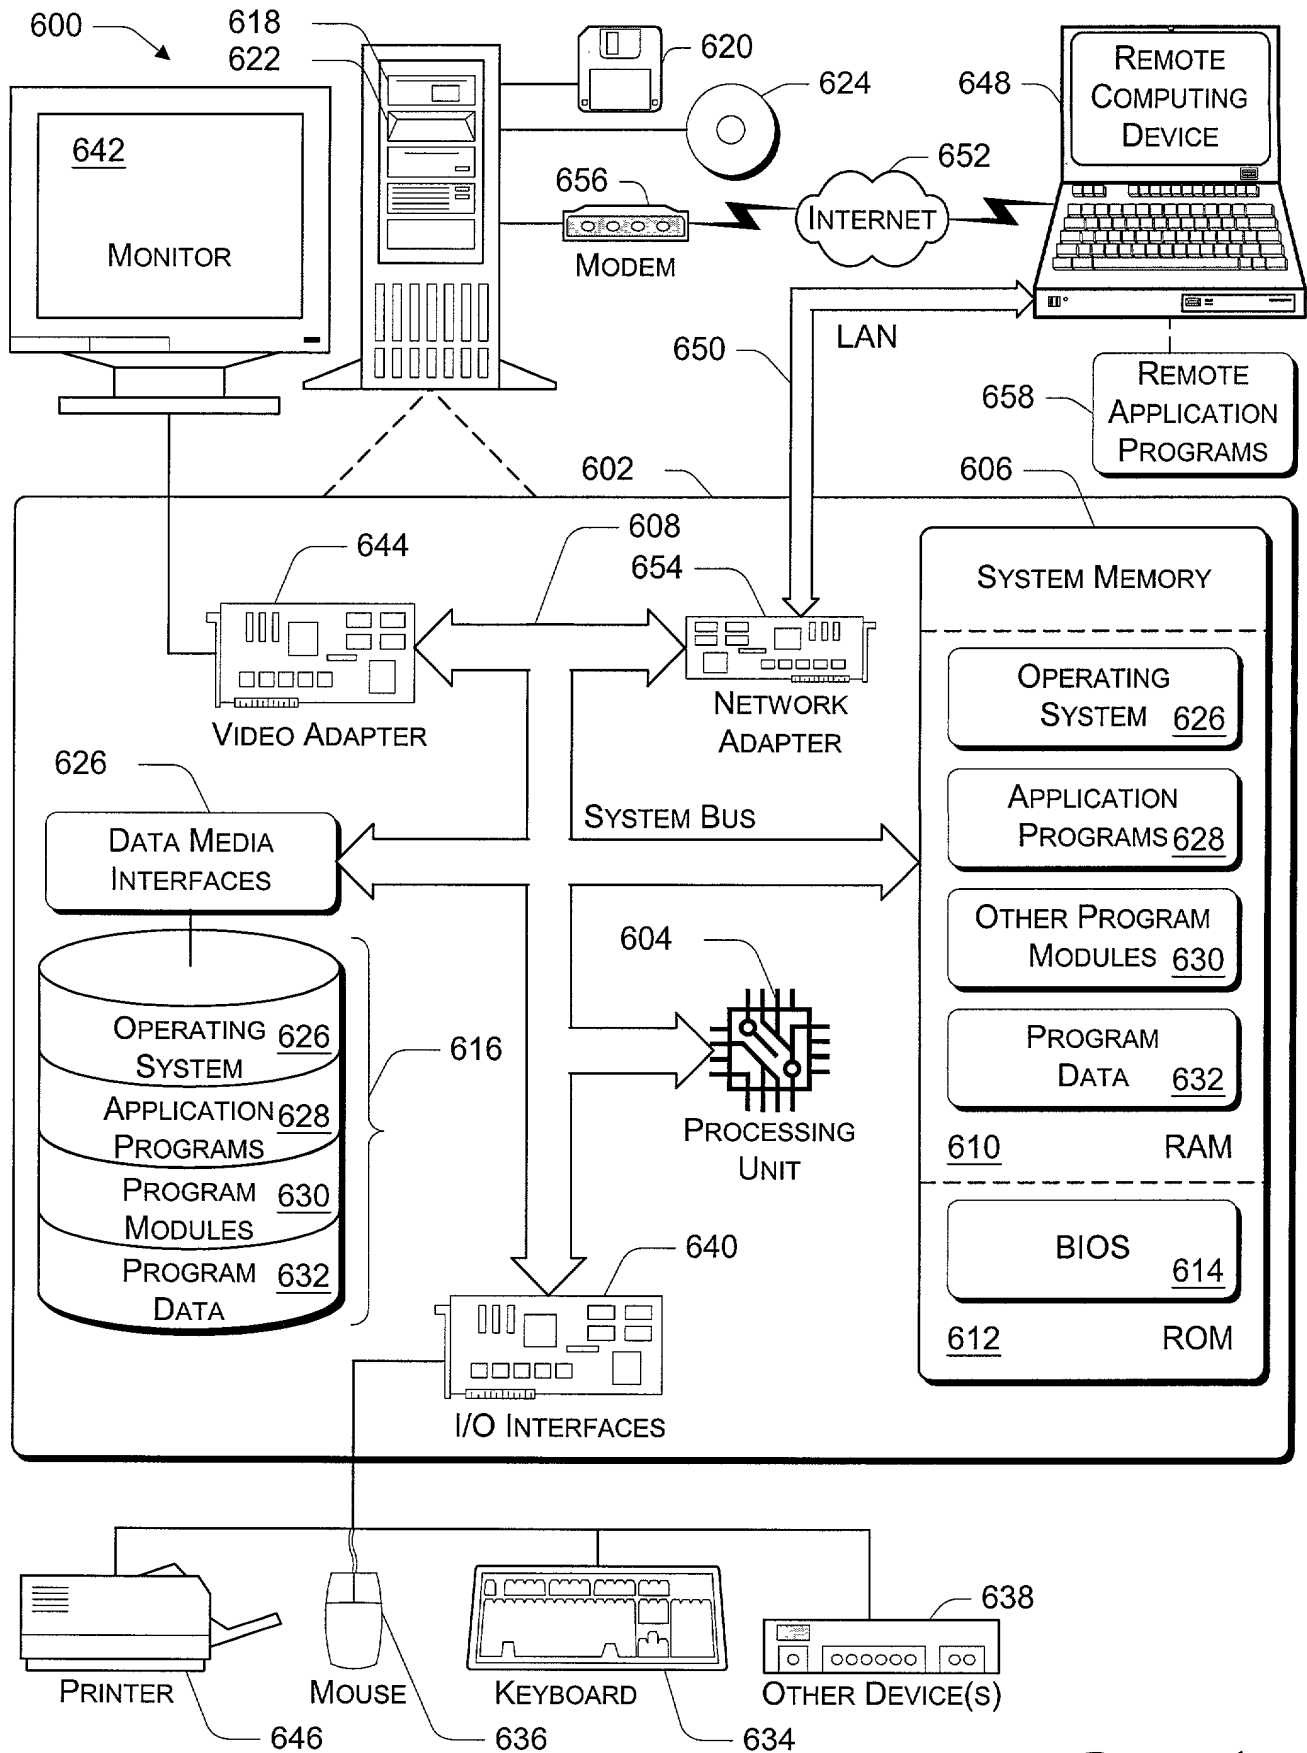 600
618
622
620
624
648
REMOTE
COMPUTING
DEVICE
642
MONITOR
656
MODEM
652
INTERNET
LAN
650
658
REMOTE
APPLICATION
PROGRAMS
602
606
608
644
654
SYSTEM MEMORY
VIDEO ADAPTER
NETWORK
ADAPTER
OPERATING
SYSTEM 626
626
DATA MEDIA
INTERFACES
SYSTEM BUS
APPLICATION
PROGRAMS 628
OTHER PROGRAM
MODULES 630
604
PROCESSING
UNIT
PROGRAM
DATA 632
610 RAM
OPERATING 626
SYSTEM
APPLICATION 628
PROGRAMS
PROGRAM 630
MODULES
PROGRAM 632
DATA
616
640
I/O INTERFACES
BIOS
614
612 ROM
PRINTER
646
MOUSE
636
KEYBOARD
634
638
OTHER DEVICE(S)